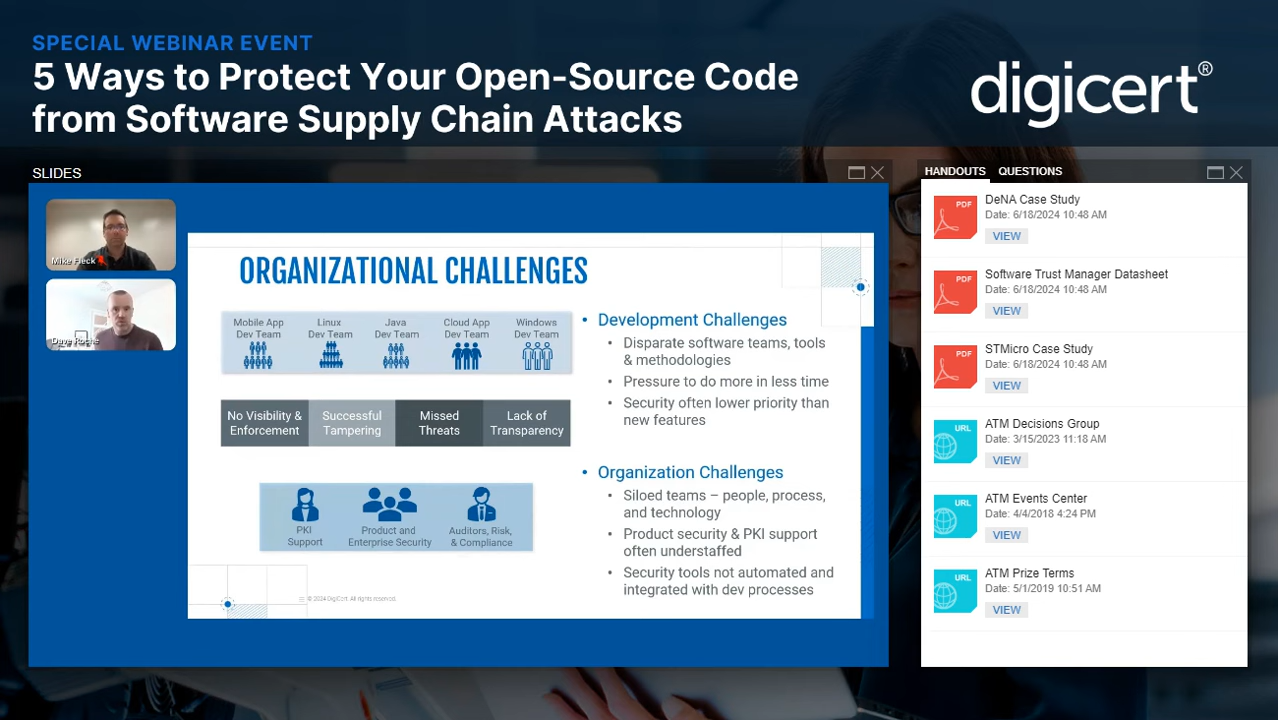 SPECIAL WEBINAR EVENT
5 Ways to Protect Your Open-Source Code
from Software Supply Chain Attacks
digicert®
SLIDES
Mike Fleck
Dave Roche
ORGANIZATIONAL CHALLENGES
Mobile App
Dev Team
Linux
Dev Team
Java
Dev Team
Cloud App
Dev Team
Windows
Dev Team
No Visibility &
Enforcement
Successful
Tampering
Missed
Threats
Lack of
Transparency
PKI
Support
Product and
Enterprise Security
Auditors, Risk,
& Compliance
© 2024 DigiCert. All rights reserved.
• Development Challenges
• Disparate software teams, tools
& methodologies
• Pressure to do more in less time
• Security often lower priority than
new features
• Organization Challenges
• Siloed teams – people, process,
and technology
• Product security & PKI support
often understaffed
• Security tools not automated and
integrated with dev processes
HANDOUTS QUESTIONS
PDF
DeNA Case Study
Date: 6/18/2024 10:48 AM
VIEW
PDF
Software Trust Manager Datasheet
Date: 6/18/2024 10:48 AM
VIEW
PDF
STMicro Case Study
Date: 6/18/2024 10:48 AM
VIEW
URL
ATM Decisions Group
Date: 3/15/2023 11:18 AM
VIEW
URL
ATM Events Center
Date: 4/4/2018 4:24 PM
VIEW
URL
ATM Prize Terms
Date: 5/1/2019 10:51 AM
VIEW